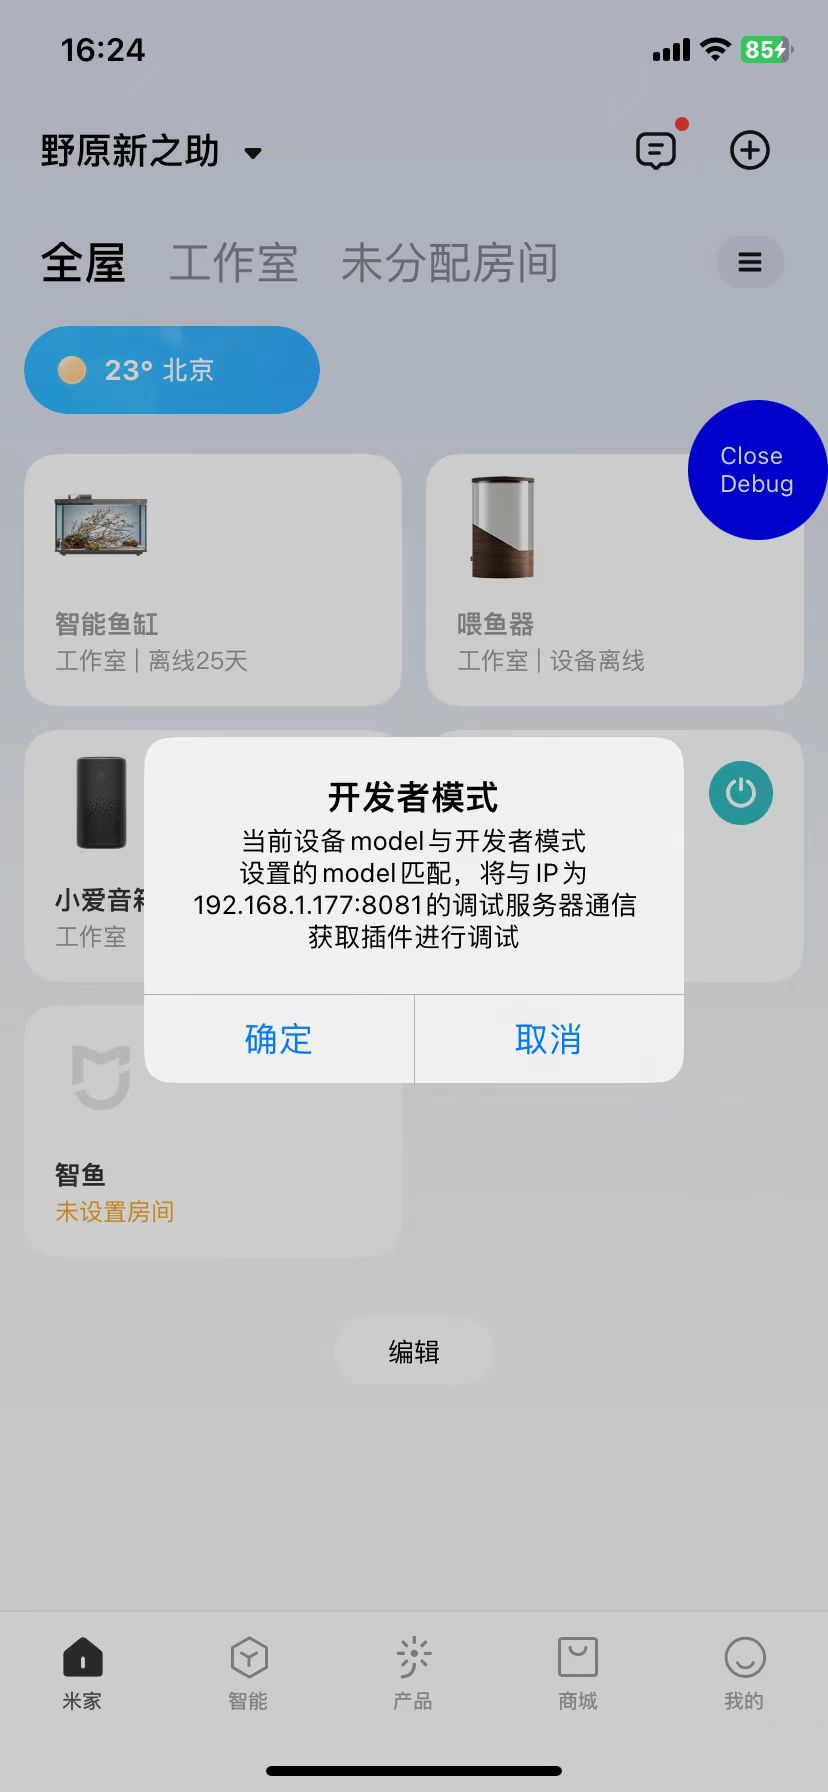 16:24
85
野原新之助
全屋 工作室 未分配房间
23° 北京
Close
Debug
智能鱼缸
工作室 | 离线25天
喂鱼器
工作室 | 设备离线
小爱音箱
工作室
开发者模式
当前设备model与开发者模式
设置的model匹配，将与IP为
192.168.1.177:8081的调试服务器通信
获取插件进行调试
确定 取消
智鱼
未设置房间
编辑
米家 智能 产品 商城 我的